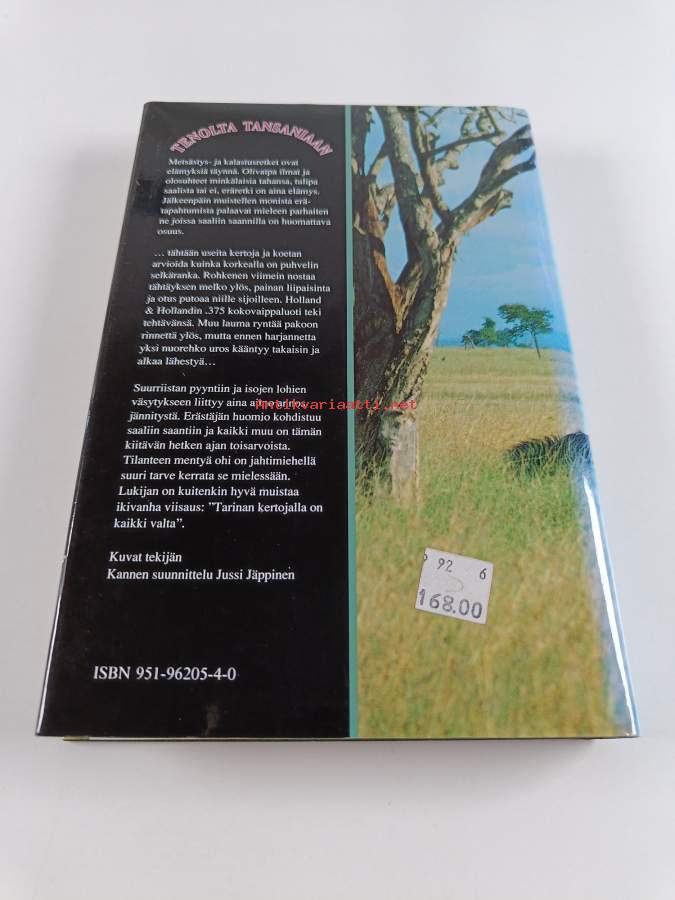 TENOLTA TANSANIAAN
Metsästys- ja kalastusretket ovat
elämyksiä täynnä. Olivatpa ilmat ja
olosuhteet minkälaisia tahansa, tulipa
saalista tai ei, eräretki on aina elämys.
Jälkeenpäin muistellen monista erä-
tapahtumista palaavat mieleen parhaiten
ne joissa saaliin saannilla on huomattava
osuus.
... tähtään useita kertoja ja koetan
arvioida kuinka korkealla on puhvelin
selkäranka. Rohkenen viimein nostaa
tähtäyksen melko ylös, painan liipaisinta
ja otus putoaa niille sijoilleen. Holland
& Hollandin .375 kokovaippaluoti teki
tehtävänsä. Muu lauma ryntää pakoon
rinnettä ylös, mutta ennen harjannetta
yksi nuorehko uros kääntyy takaisin ja
alkaa lähestyä...
Suurriistan pyyntiin ja isojen lohien
väsytykseen liittyy aina aimo annos
jännitystä. Erästäjän huomio kohdistuu
saaliin saantiin ja kaikki muu on tämän
kiitävän hetken ajan toisarvoista.
Tilanteen mentyä ohi on jahtimiehellä
suuri tarve kerrata se mielessään.
Lukijan on kuitenkin hyvä muistaa
ikivanha viisaus: "Tarinan kertojalla on
kaikki valta".
Kuvat tekijän
Kannen suunnittelu Jussi Jäppinen
ISBN 951-96205-4-0
92 6
168.00
Antikvariaatti.net